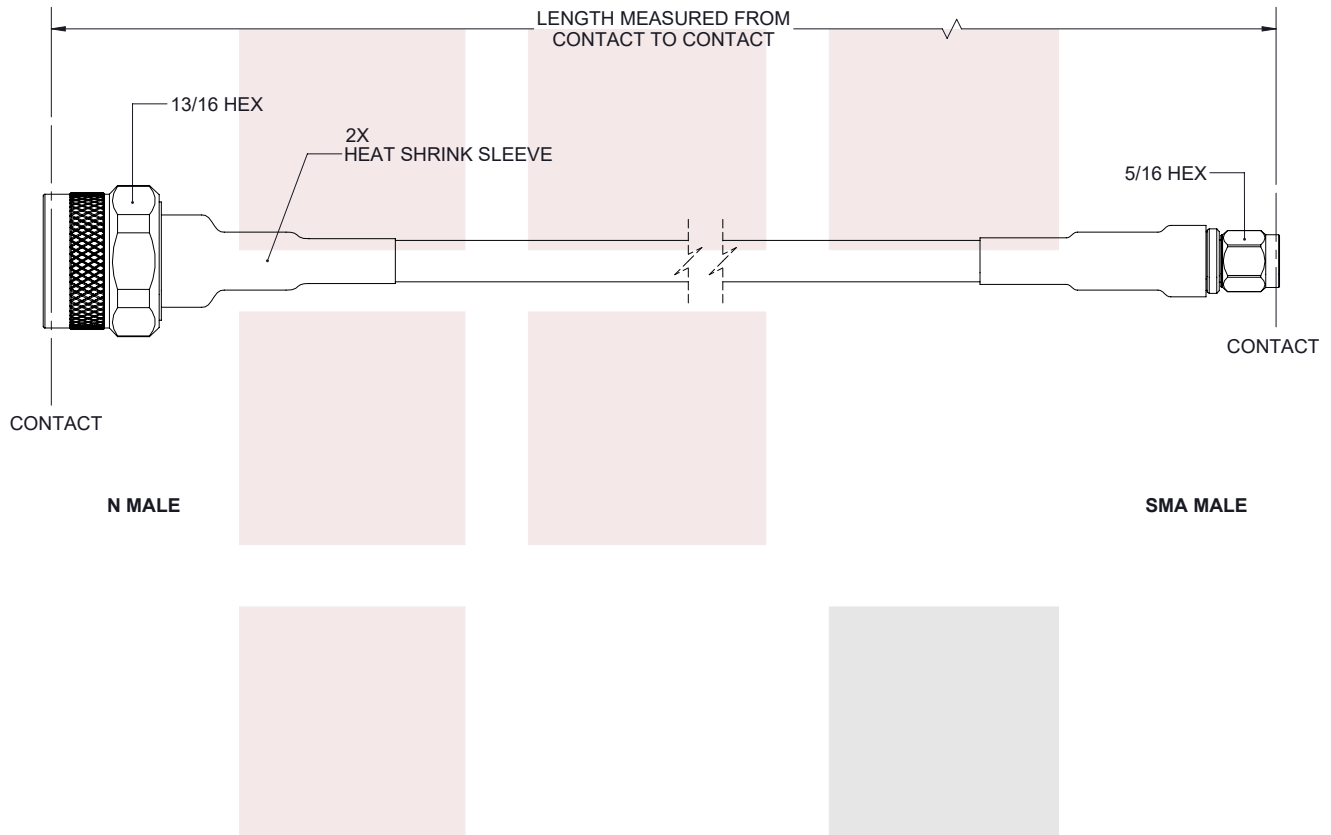 LENGTH MEASURED FROM
CONTACT TO CONTACT
13/16 HEX
2X
HEAT SHRINK SLEEVE
5/16 HEX
CONTACT
CONTACT
N MALE
SMA MALE